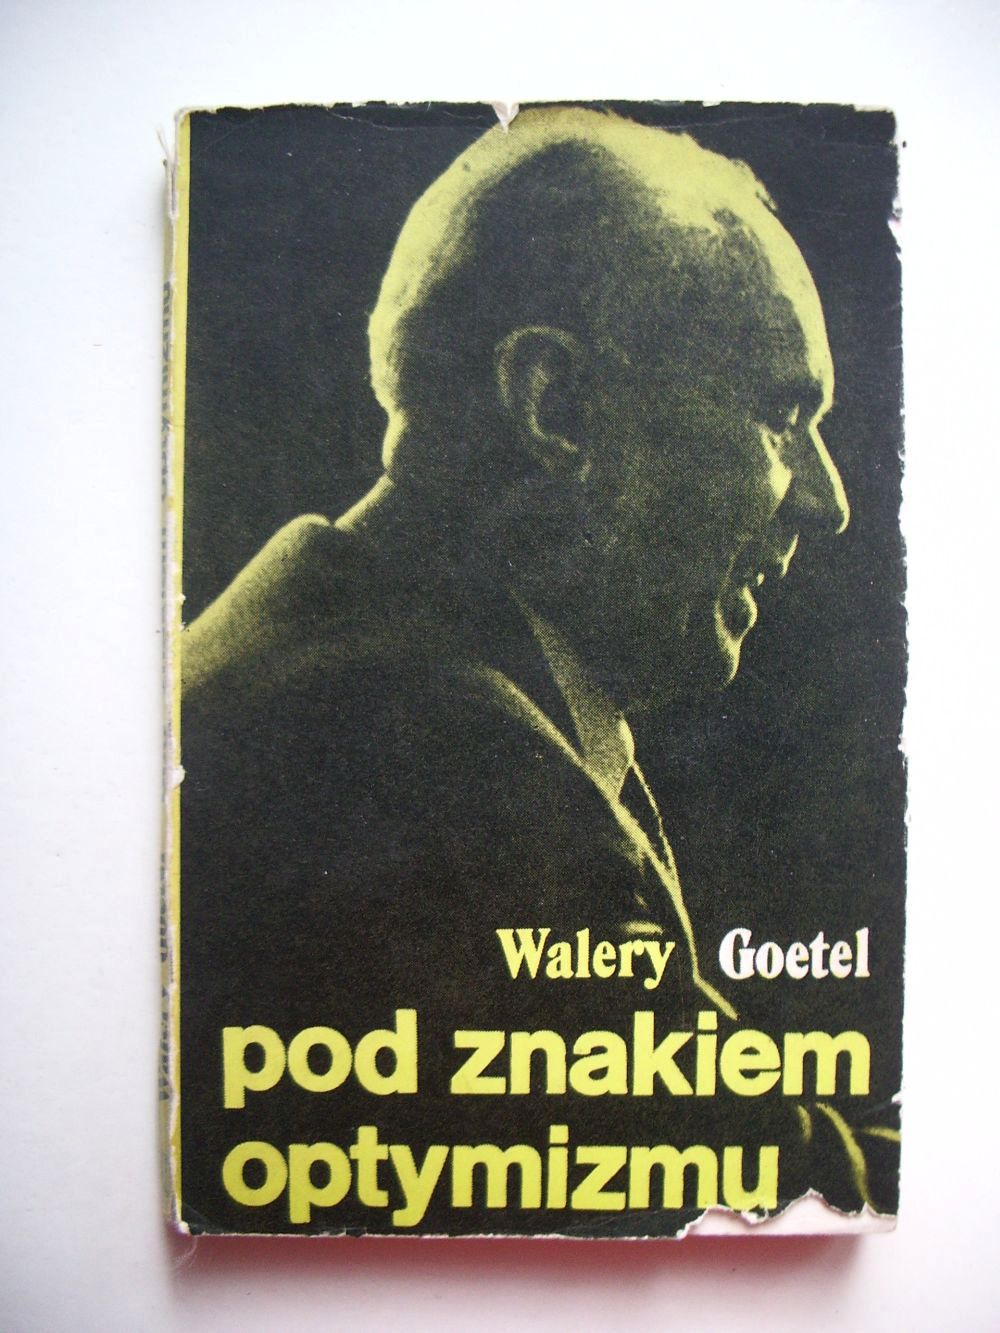 Walery Goetel
pod znakiem
optymizmu